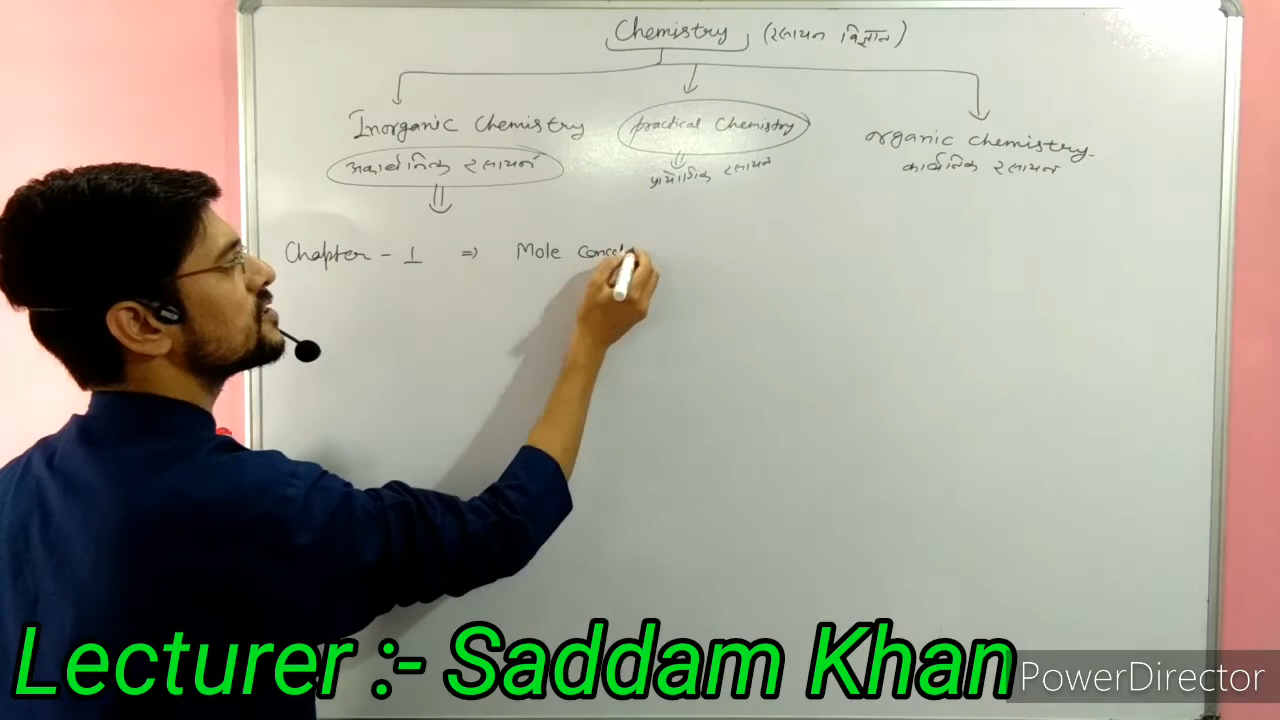 Chemistry (रसायन विज्ञान)
Inorganic Chemistry
practical Chemistry
organic chemistry
अकार्बनिक रसायन
प्रायोगिक रसायन
कार्बनिक रसायन
Chapter - 1 ⇒ Mole Conce
Lecturer :- Saddam Khan
PowerDirector